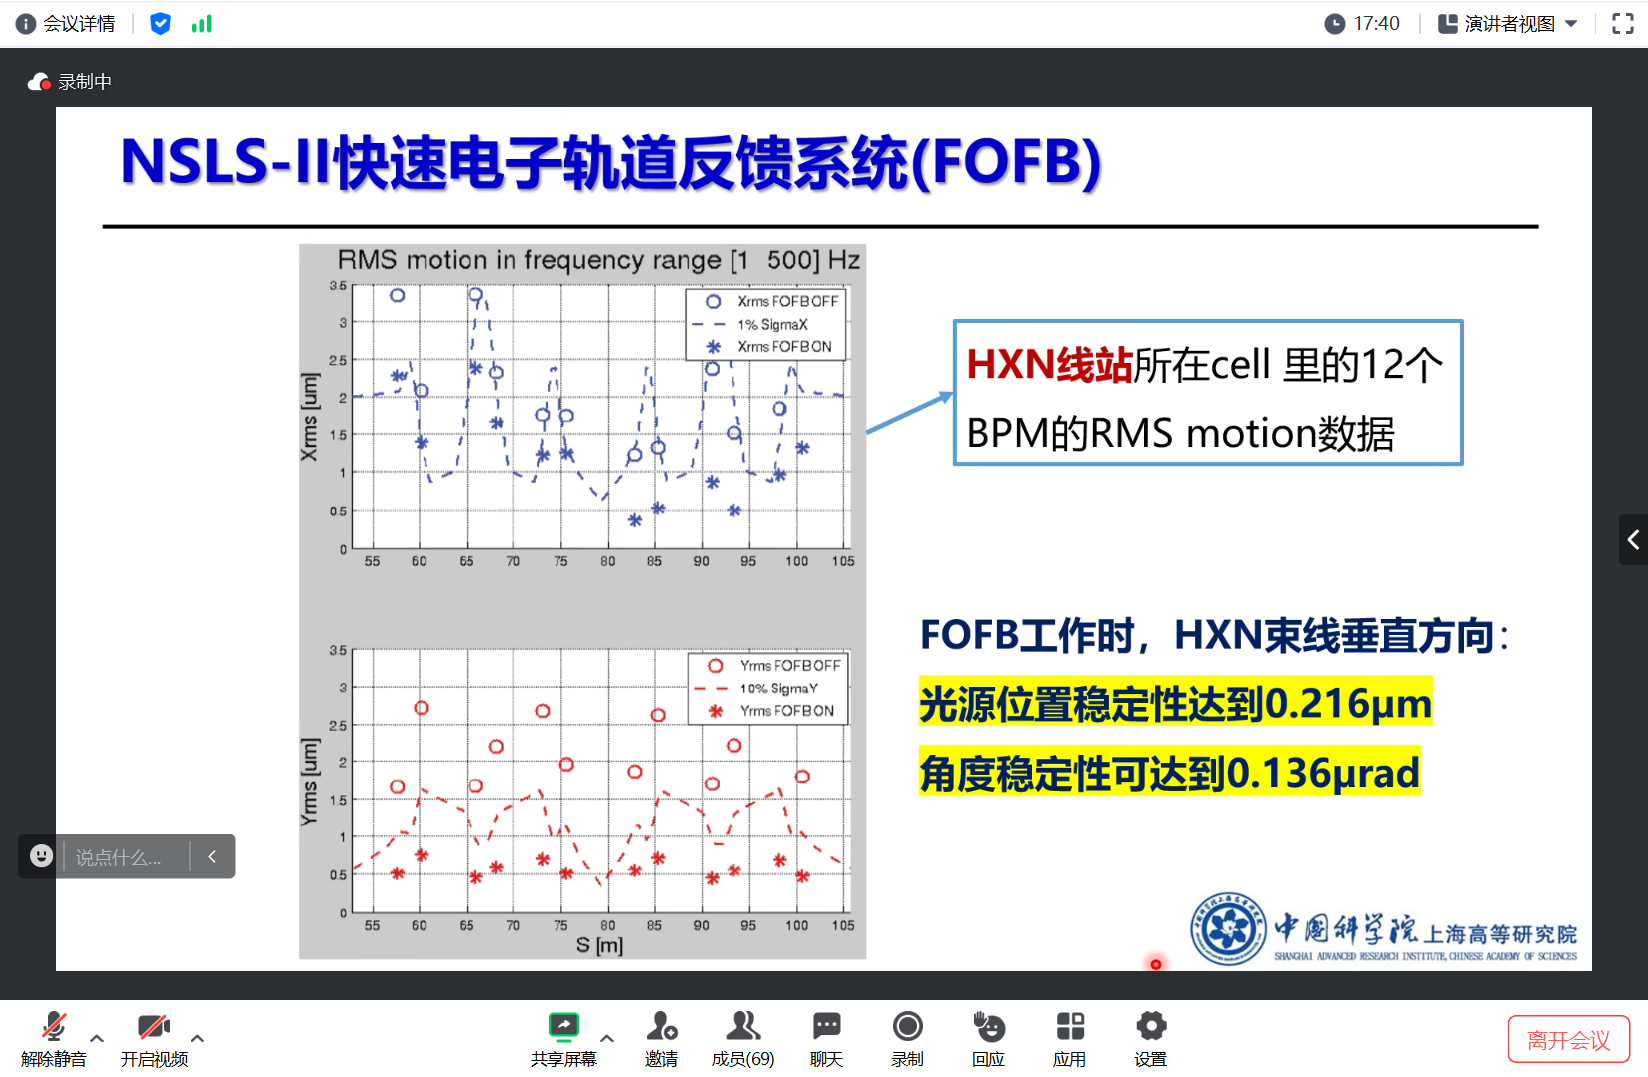 会议详情
17:40
演讲者视图
录制中
NSLS-II快速电子轨道反馈系统(FOFB)
RMS motion in frequency range [1 500] Hz
Xrms FOFB OFF
1% SigmaX
Xrms FOFB ON
Xrms [um]
3.5
3
2.5
2
1.5
1
0.5
0
55 60 65 70 75 80 85 90 95 100 105
HXN线站所在cell 里的12个
BPM的RMS motion数据
Yrms FOFB OFF
10% SigmaY
Yrms FOFB ON
Yrms [um]
3.5
3
2.5
2
1.5
1
0.5
0
55 60 65 70 75 80 85 90 95 100 105
S [m]
FOFB工作时，HXN束线垂直方向：
光源位置稳定性达到0.216μm
角度稳定性可达到0.136μrad
说点什么...
中国科学院上海高等研究院
SHANGHAI ADVANCED RESEARCH INSTITUTE, CHINESE ACADEMY OF SCIENCES
解除静音
开启视频
共享屏幕
邀请
成员(69)
聊天
录制
回应
应用
设置
离开会议